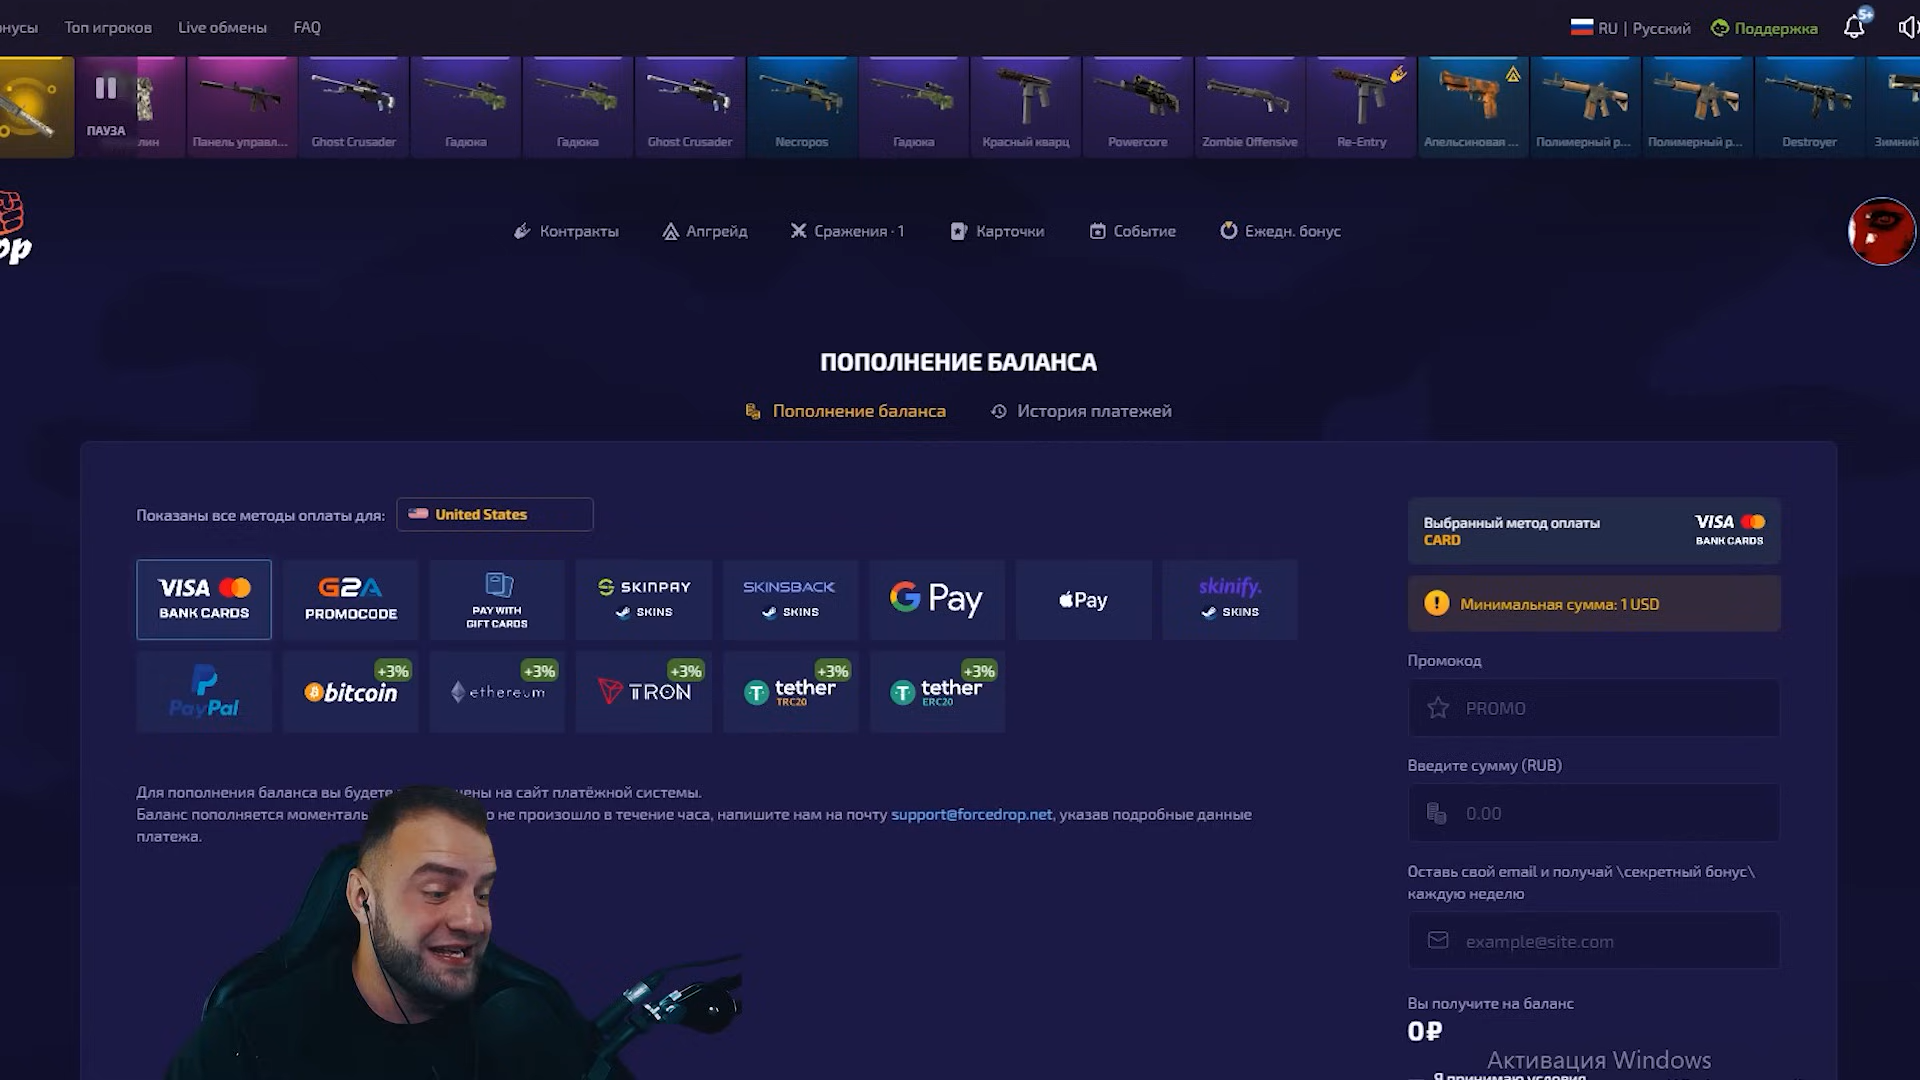 онусы Топ игроков Live обмены FAQ
RU | Русский Поддержка 5+
ПАУЗА
лин Панель управл... Ghost Crusader Гадюка Гадюка Ghost Crusader Necropos Гадюка Красный кварц Powercore Zombie Offensive Re-Entry Апельсиновая ... Полимерный р... Полимерный р... Destroyer Зимний
op
Контракты Апгрейд Сражения · 1 Карточки Событие Ежедн. бонус
ПОПОЛНЕНИЕ БАЛАНСА
Пополнение баланса История платежей
Показаны все методы оплаты для: United States
VISA BANK CARDS
G2A PROMOCODE
PAY WITH GIFT CARDS
SKINPAY SKINS
SKINSBACK SKINS
G Pay
Pay
skinify. SKINS
PayPal
bitcoin +3%
ethereum +3%
TRON +3%
tether TRC20 +3%
tether ERC20 +3%
Для пополнения баланса вы будете ены на сайт платёжной системы.
Баланс пополняется моменталь о не произошло в течение часа, напишите нам на почту support@forcedrop.net, указав подробные данные
платежа.
Выбранный метод оплаты
CARD
VISA
BANK CARDS
Минимальная сумма: 1 USD
Промокод
PROMO
Введите сумму (RUB)
0.00
Оставь свой email и получай \секретный бонус\
каждую неделю
example@site.com
Вы получите на баланс
0₽
Активация Windows
Я принимаю условия